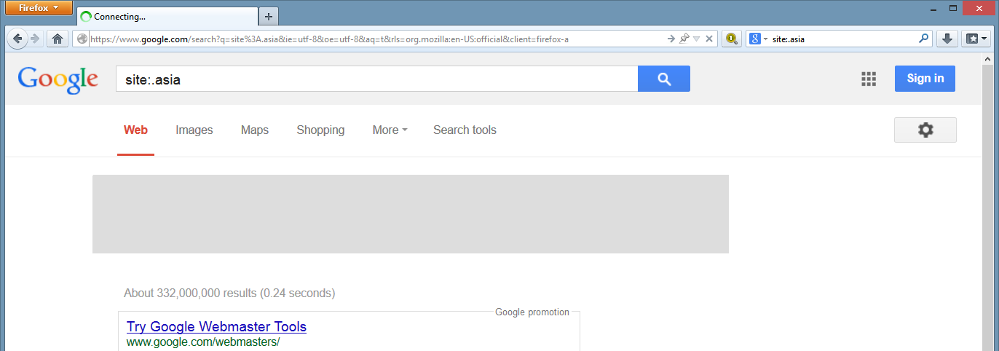 Firefox
Connecting...
https://www.google.com/search?q=site%3A.asia&ie=utf-8&oe=utf-8&aq=t&rls=org.mozilla:en-US:official&client=firefox-a
1
8
site:.asia
Google
site:.asia
Sign in
Web
Images
Maps
Shopping
More
Search tools
About 332,000,000 results (0.24 seconds)
Google promotion
Try Google Webmaster Tools
www.google.com/webmasters/